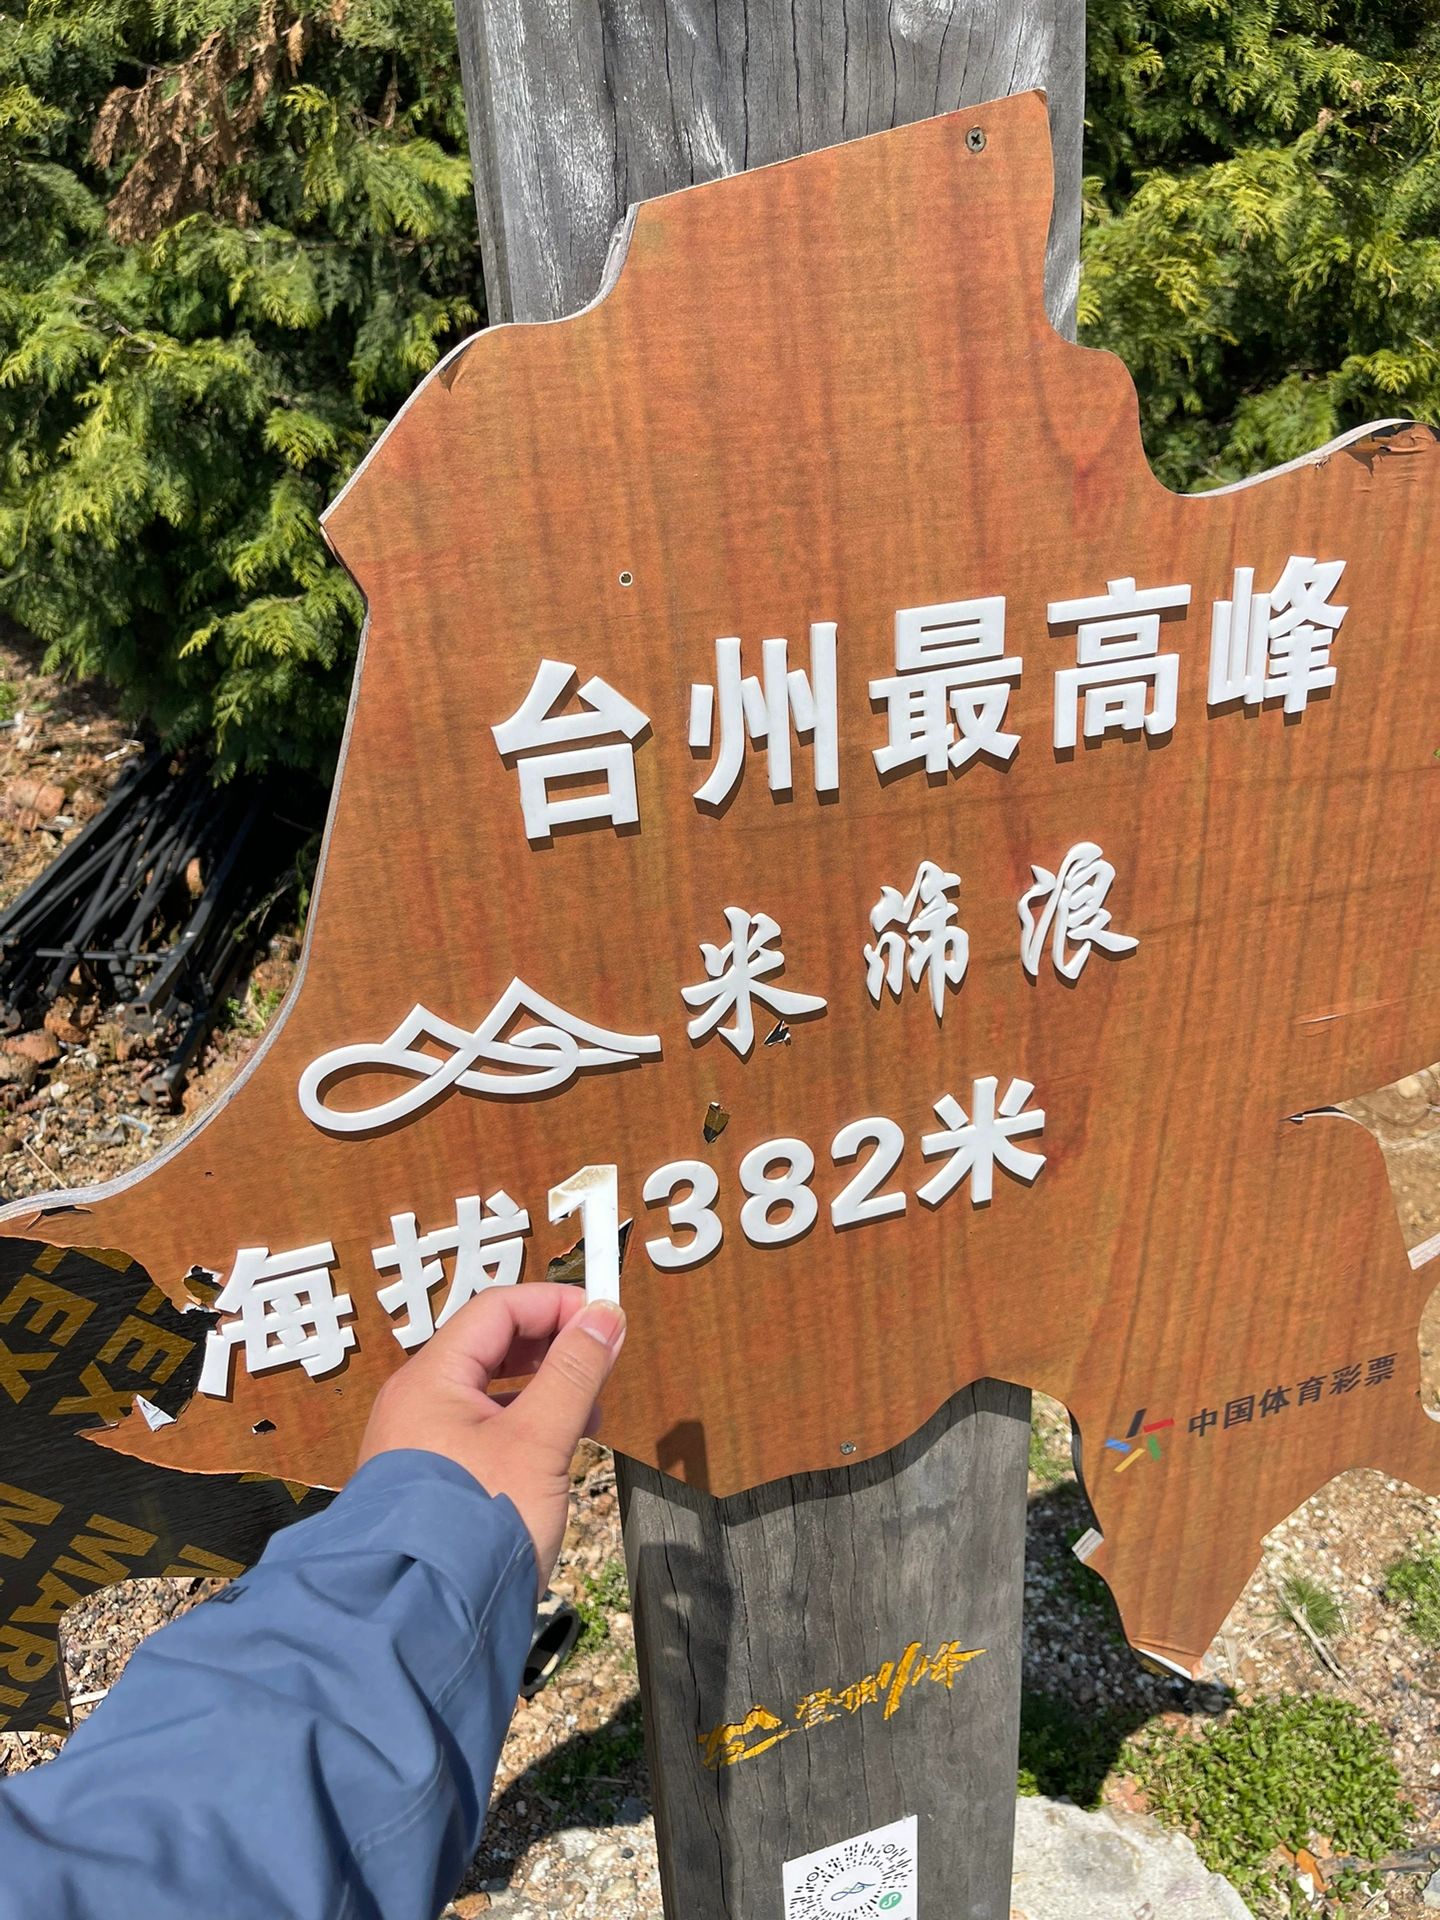 台州最高峰
米筛浪
海拔1382米
中国体育彩票